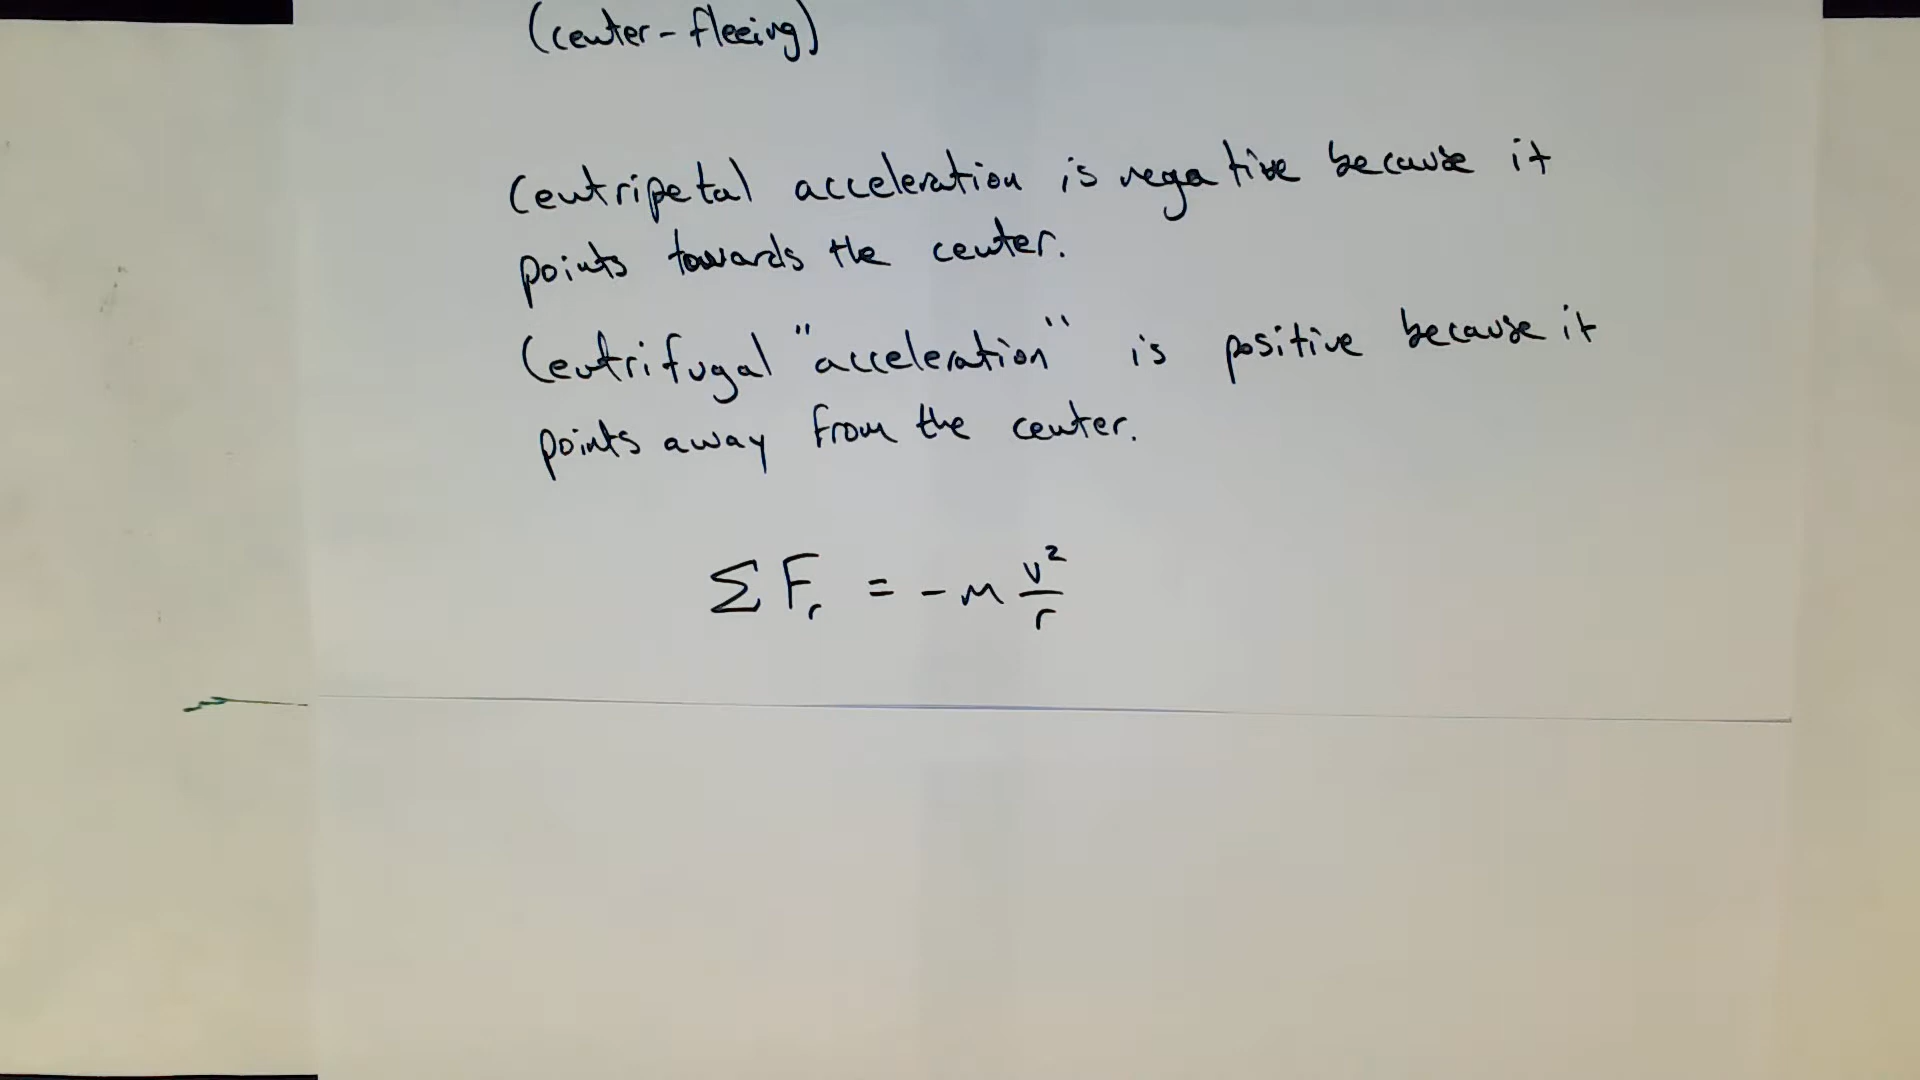 (center-fleeing)
Centripetal acceleration is negative because it
points towards the center.
Centrifugal "acceleration" is positive because it
points away from the center.
ΣF_r = -m v²/r